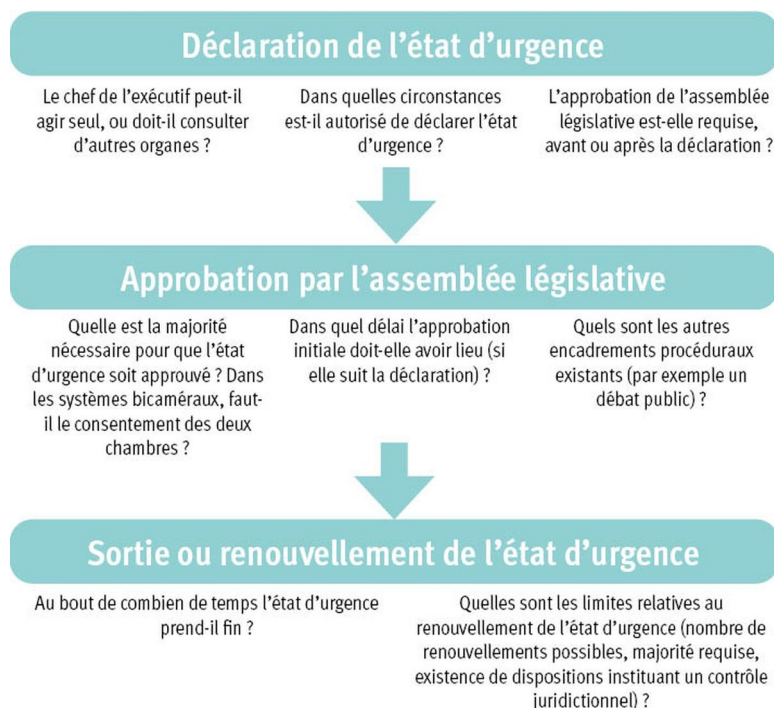 Déclaration de l'état d'urgence
Le chef de l'exécutif peut-il
agir seul, ou doit-il consulter
d'autres organes ?
Dans quelles circonstances
est-il autorisé de déclarer l'état
d'urgence ?
L'approbation de l'assemblée
législative est-elle requise,
avant ou après la déclaration ?
Approbation par l'assemblée législative
Quelle est la majorité
nécessaire pour que l'état
d'urgence soit approuvé ? Dans
les systèmes bicaméraux, faut-
il le consentement des deux
chambres ?
Dans quel délai l'approbation
initiale doit-elle avoir lieu (si
elle suit la déclaration) ?
Quels sont les autres
encadrements procéduraux
existants (par exemple un
débat public) ?
Sortie ou renouvellement de l'état d'urgence
Au bout de combien de temps l'état d'urgence
prend-il fin ?
Quelles sont les limites relatives au
renouvellement de l'état d'urgence (nombre de
renouvellements possibles, majorité requise,
existence de dispositions instituant un contrôle
juridictionnel) ?